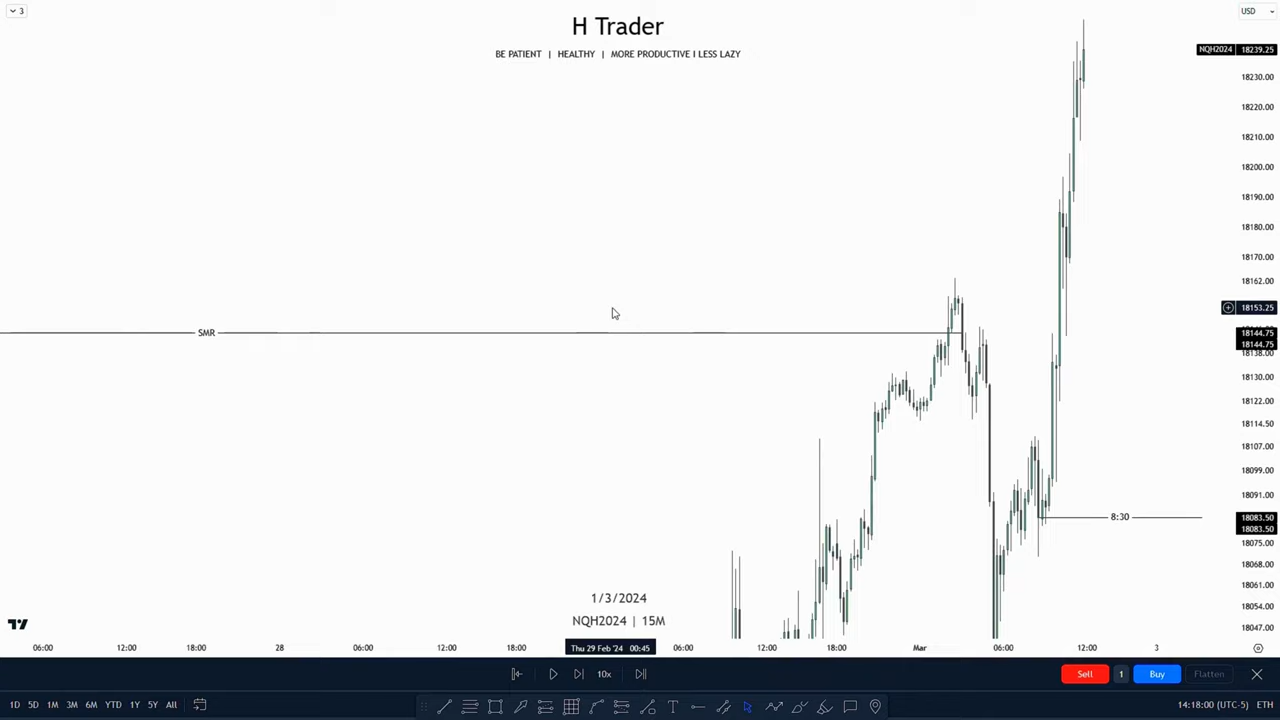 3
H Trader
USD
BE PATIENT | HEALTHY | MORE PRODUCTIVE I LESS LAZY
NQH2024 18239.25
18230.00
18220.00
18210.00
18200.00
18190.00
18180.00
18170.00
18162.00
18153.25
SMR
18144.75
18144.75
18138.00
18130.00
18122.00
18114.50
18107.00
18099.00
18091.00
8:30
18083.50
18083.50
18075.00
18068.00
18061.00
18054.00
18047.00
1/3/2024
NQH2024 | 15M
06:00 12:00 18:00 28 06:00 12:00 18:00 Thu 29 Feb '24 00:45 06:00 12:00 18:00 Mar 06:00 12:00 3
10x
Sell 1 Buy Flatten
1D 5D 1M 3M 6M YTD 1Y 5Y All
14:18:00 (UTC-5) ETH